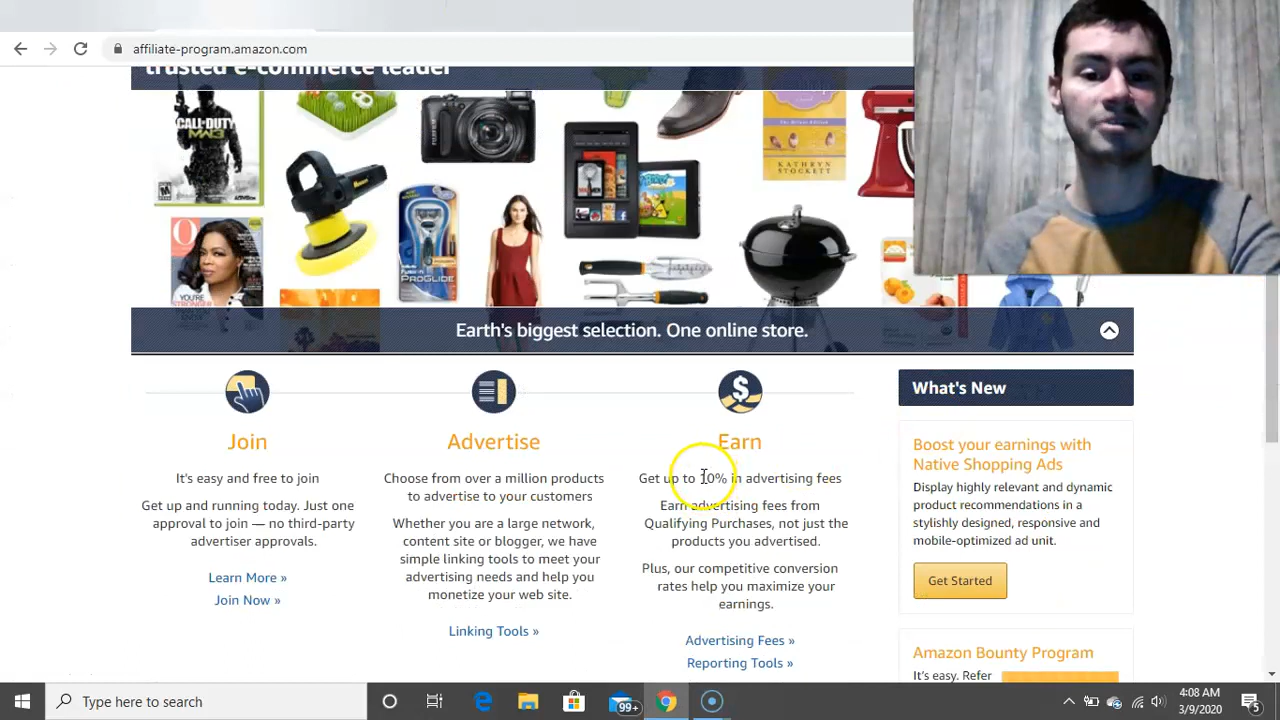 affiliate-program.amazon.com
trusted e-commerce leader
CALL·DUTY
MW3
KATHRYN
STOCKETT
Earth's biggest selection. One online store.
Join
It's easy and free to join
Get up and running today. Just one
approval to join — no third-party
advertiser approvals.
Learn More »
Join Now »
Advertise
Choose from over a million products
to advertise to your customers
Whether you are a large network,
content site or blogger, we have
simple linking tools to meet your
advertising needs and help you
monetize your web site.
Linking Tools »
Earn
Get up to 10% in advertising fees
Earn advertising fees from
Qualifying Purchases, not just the
products you advertised.
Plus, our competitive conversion
rates help you maximize your
earnings.
Advertising Fees »
Reporting Tools »
What's New
Boost your earnings with
Native Shopping Ads
Display highly relevant and dynamic
product recommendations in a
stylishly designed, responsive and
mobile-optimized ad unit.
Get Started
Amazon Bounty Program
It's easy. Refer
Type here to search
99+
4:08 AM
3/9/2020
5